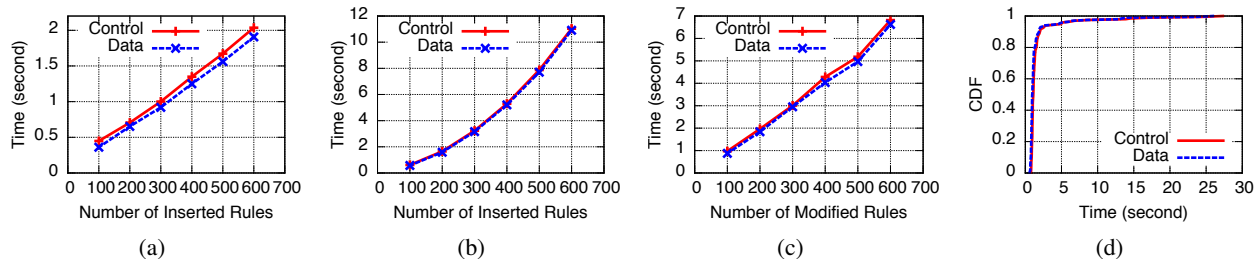 2
1.5
1
0.5
0
0 100 200 300 400 500 600 700
Time (second)
Number of Inserted Rules
Control
Data
(a)
12
10
8
6
4
2
0
0 100 200 300 400 500 600 700
Time (second)
Number of Inserted Rules
Control
Data
(b)
7
6
5
4
3
2
1
0
0 100 200 300 400 500 600 700
Time (second)
Number of Modified Rules
Control
Data
(c)
1
0.8
0.6
0.4
0.2
0
0 5 10 15 20 25 30
CDF
Time (second)
Control
Data
(d)